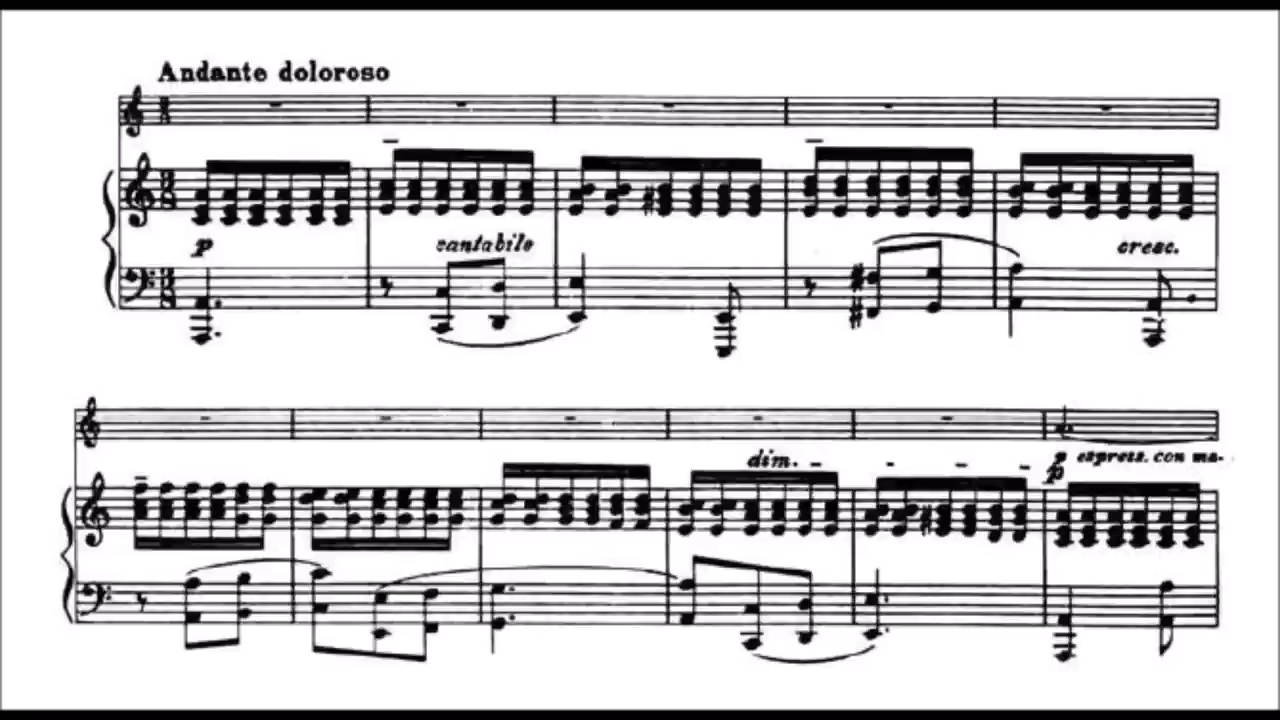 Andante doloroso
p
cantabile
cresc.
dim.
p espress. con ma-
p